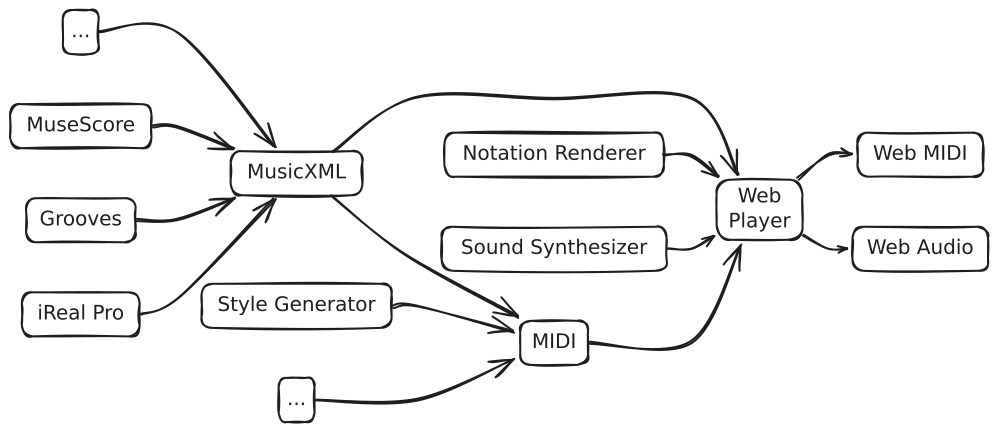 ...
MuseScore
MusicXML
Grooves
iReal Pro
Style Generator
...
Notation Renderer
Sound Synthesizer
MIDI
Web
Player
Web MIDI
Web Audio